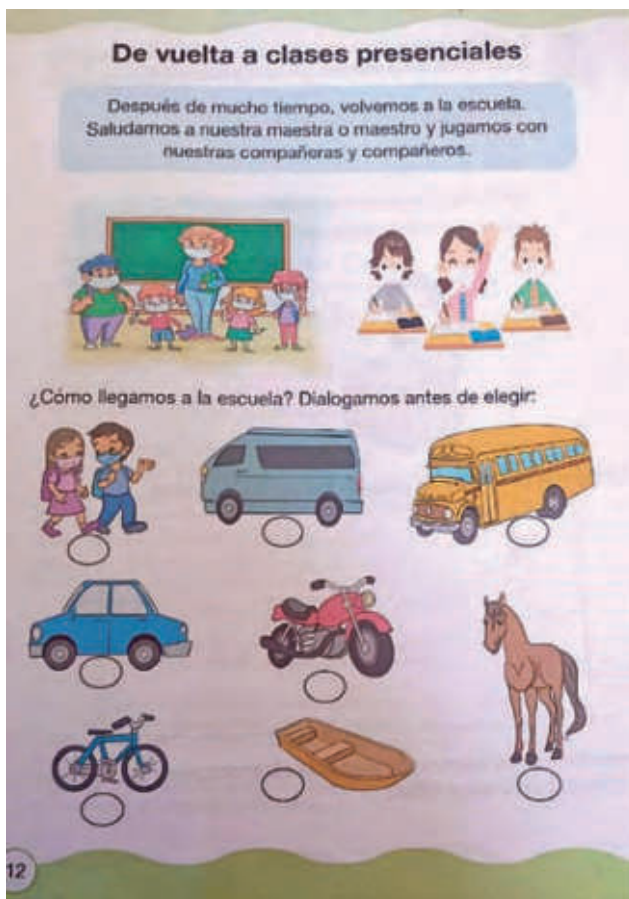 De vuelta a clases presenciales
Después de mucho tiempo, volvemos a la escuela.
Saludamos a nuestra maestra o maestro y jugamos con
nuestras compañeras y compañeros.
¿Cómo llegamos a la escuela? Dialogamos antes de elegir:
12